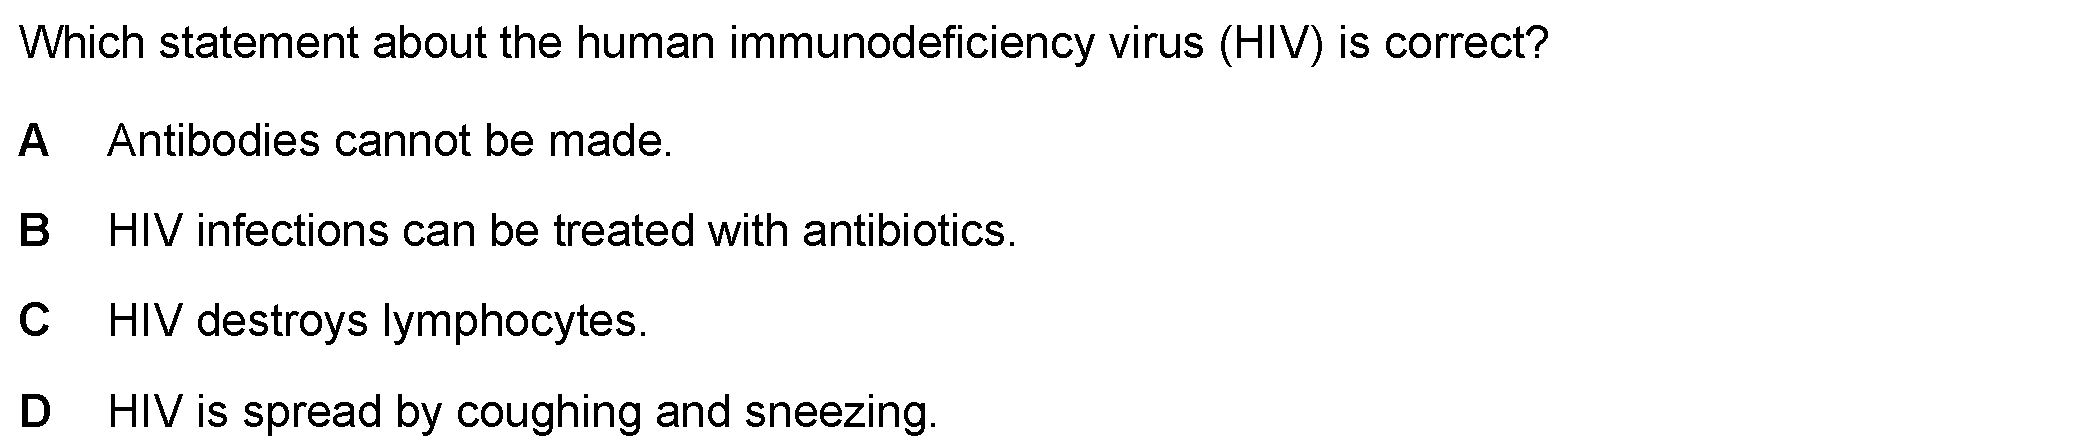 Which statement about the human immunodeficiency virus (HIV) is correct?
A Antibodies cannot be made.
B HIV infections can be treated with antibiotics.
C HIV destroys lymphocytes.
D HIV is spread by coughing and sneezing.